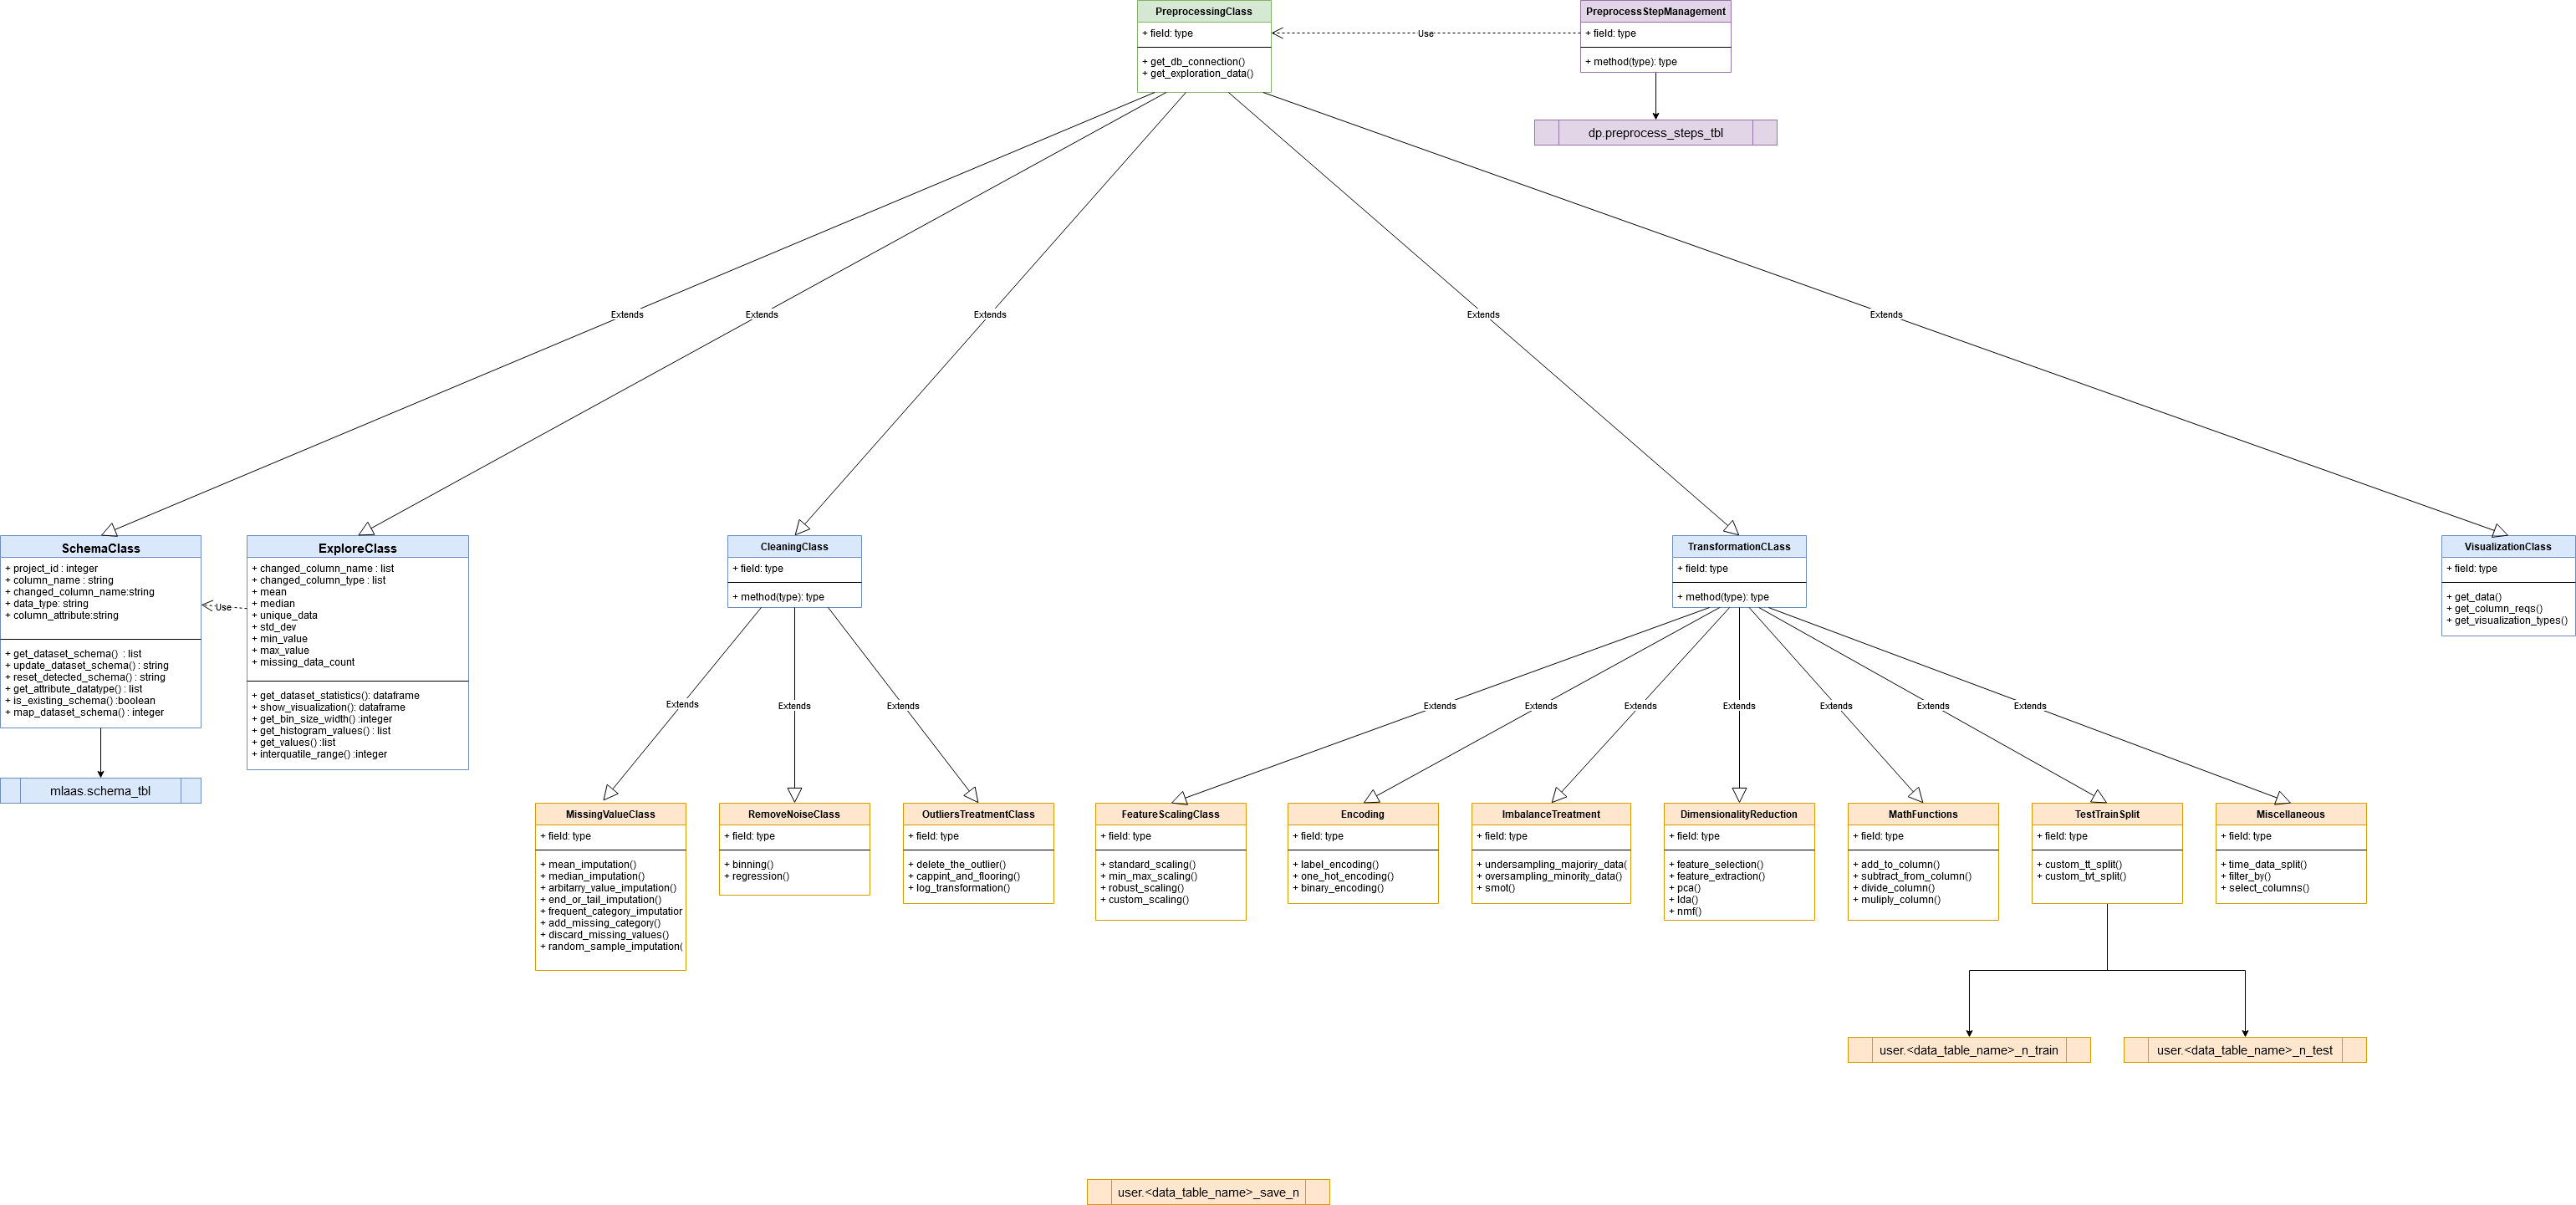 PreprocessingClass
+ field: type
+ get_db_connection()
+ get_exploration_data()
Use
PreprocessStepManagement
+ field: type
+ method(type): type
dp.preprocess_steps_tbl
Extends
Extends
Extends
Extends
Extends
SchemaClass
+ project_id : integer
+ column_name : string
+ changed_column_name:string
+ data_type: string
+ column_attribute:string
+ get_dataset_schema() : list
+ update_dataset_schema() : string
+ reset_detected_schema() : string
+ get_attribute_datatype() : list
+ is_existing_schema() :boolean
+ map_dataset_schema() : integer
mlaas.schema_tbl
Use
ExploreClass
+ changed_column_name : list
+ changed_column_type : list
+ mean
+ median
+ unique_data
+ std_dev
+ min_value
+ max_value
+ missing_data_count
+ get_dataset_statistics(): dataframe
+ show_visualization(): dataframe
+ get_bin_size_width() :integer
+ get_histogram_values() : list
+ get_values() :list
+ interquatile_range() :integer
CleaningClass
+ field: type
+ method(type): type
TransformationCLass
+ field: type
+ method(type): type
VisualizationClass
+ field: type
+ get_data()
+ get_column_reqs()
+ get_visualization_types()
Extends
Extends
Extends
Extends
Extends
Extends
Extends
Extends
Extends
Extends
MissingValueClass
+ field: type
+ mean_imputation()
+ median_imputation()
+ arbitarry_value_imputation()
+ end_or_tail_imputation()
+ frequent_category_imputatior
+ add_missing_category()
+ discard_missing_values()
+ random_sample_imputation(
RemoveNoiseClass
+ field: type
+ binning()
+ regression()
OutliersTreatmentClass
+ field: type
+ delete_the_outlier()
+ cappint_and_flooring()
+ log_transformation()
FeatureScalingClass
+ field: type
+ standard_scaling()
+ min_max_scaling()
+ robust_scaling()
+ custom_scaling()
Encoding
+ field: type
+ label_encoding()
+ one_hot_encoding()
+ binary_encoding()
ImbalanceTreatment
+ field: type
+ undersampling_majoriry_data(
+ oversampling_minority_data()
+ smot()
DimensionalityReduction
+ field: type
+ feature_selection()
+ feature_extraction()
+ pca()
+ lda()
+ nmf()
MathFunctions
+ field: type
+ add_to_column()
+ subtract_from_column()
+ divide_column()
+ muliply_column()
TestTrainSplit
+ field: type
+ custom_tt_split()
+ custom_tvt_split()
Miscellaneous
+ field: type
+ time_data_split()
+ filter_by()
+ select_columns()
user.<data_table_name>_n_train
user.<data_table_name>_n_test
user.<data_table_name>_save_n